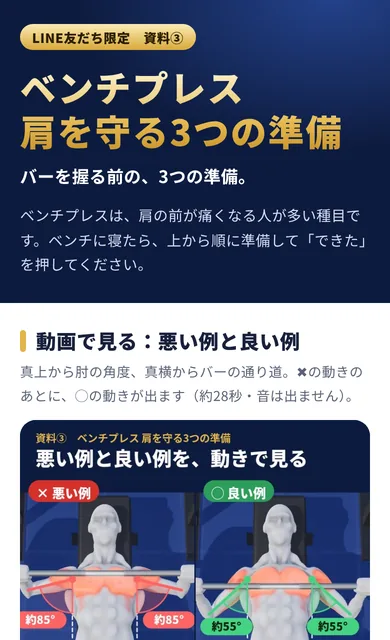 LINE友だち限定　資料③
ベンチプレス
肩を守る3つの準備
バーを握る前の、3つの準備。
ベンチプレスは、肩の前が痛くなる人が多い種目で
す。ベンチに寝たら、上から順に準備して「できた」
を押してください。
動画で見る：悪い例と良い例
真上から肘の角度、真横からバーの通り道。✖の動きの
あとに、◯の動きが出ます（約28秒・音は出ません）。
資料③　ベンチプレス 肩を守る3つの準備
悪い例と良い例を、動きで見る
✕ 悪い例
◯ 良い例
約85°
約85°
約55°
約55°